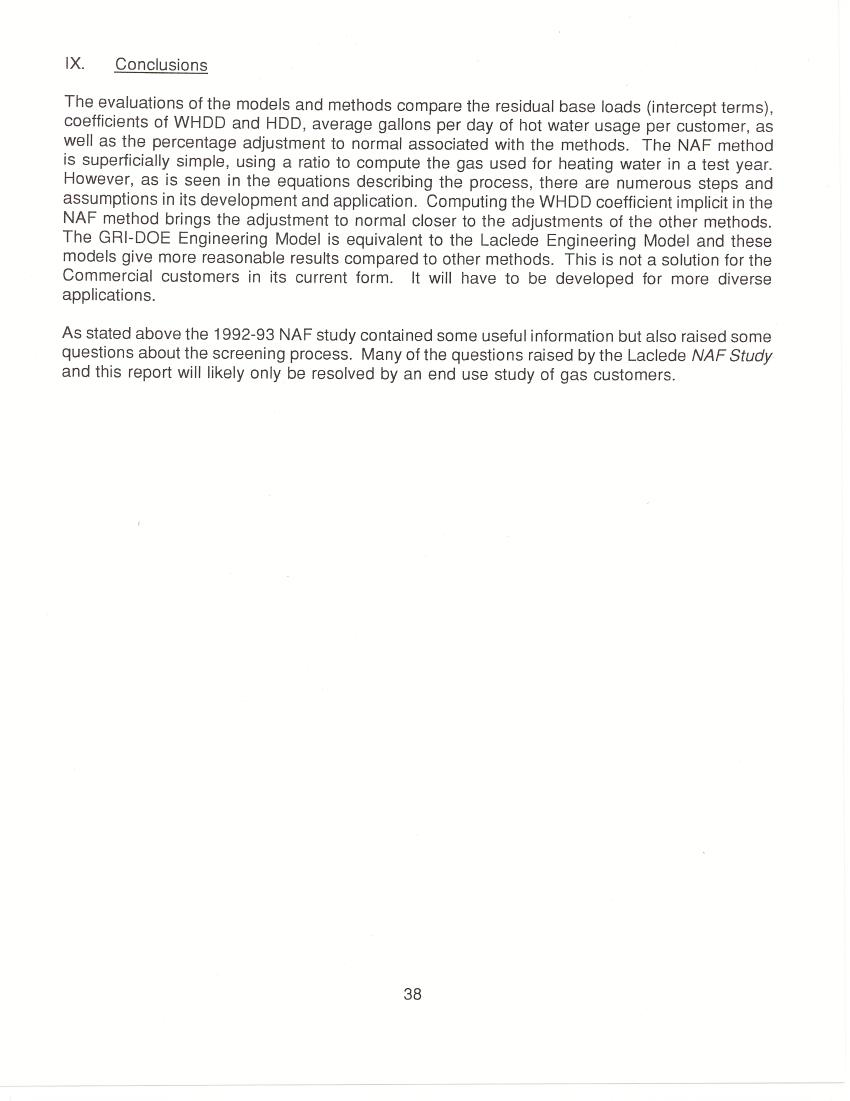 IX. Conclusions
The evaluations of the models and methods compare the residual base loads (intercept terms),
coefficients of WHDD and HDD, average gallons per day of hot water usage per customer, as
well as the percentage adjustment to normal associated with the methods. The NAF method
is superficially simple, using a ratio to compute the gas used for heating water in a test year.
However, as is seen in the equations describing the process, there are numerous steps and
assumptions in its development and application. Computing the WHDD coefficient implicit in the
NAF method brings the adjustment to normal closer to the adjustments of the other methods.
The GRI-DOE Engineering Model is equivalent to the Laclede Engineering Model and these
models give more reasonable results compared to other methods. This is not a solution for the
Commercial customers in its current form. It will have to be developed for more diverse
applications.
As stated above the 1992-93 NAF study contained some useful information but also raised some
questions about the screening process. Many of the questions raised by the Laclede NAF Study
and this report will likely only be resolved by an end use study of gas customers.
38